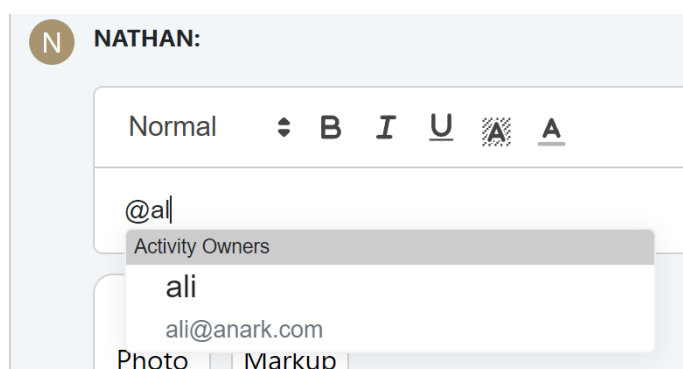 N NATHAN:
Normal B I U A A
@al
Activity Owners
ali
ali@anark.com
Photo Markup